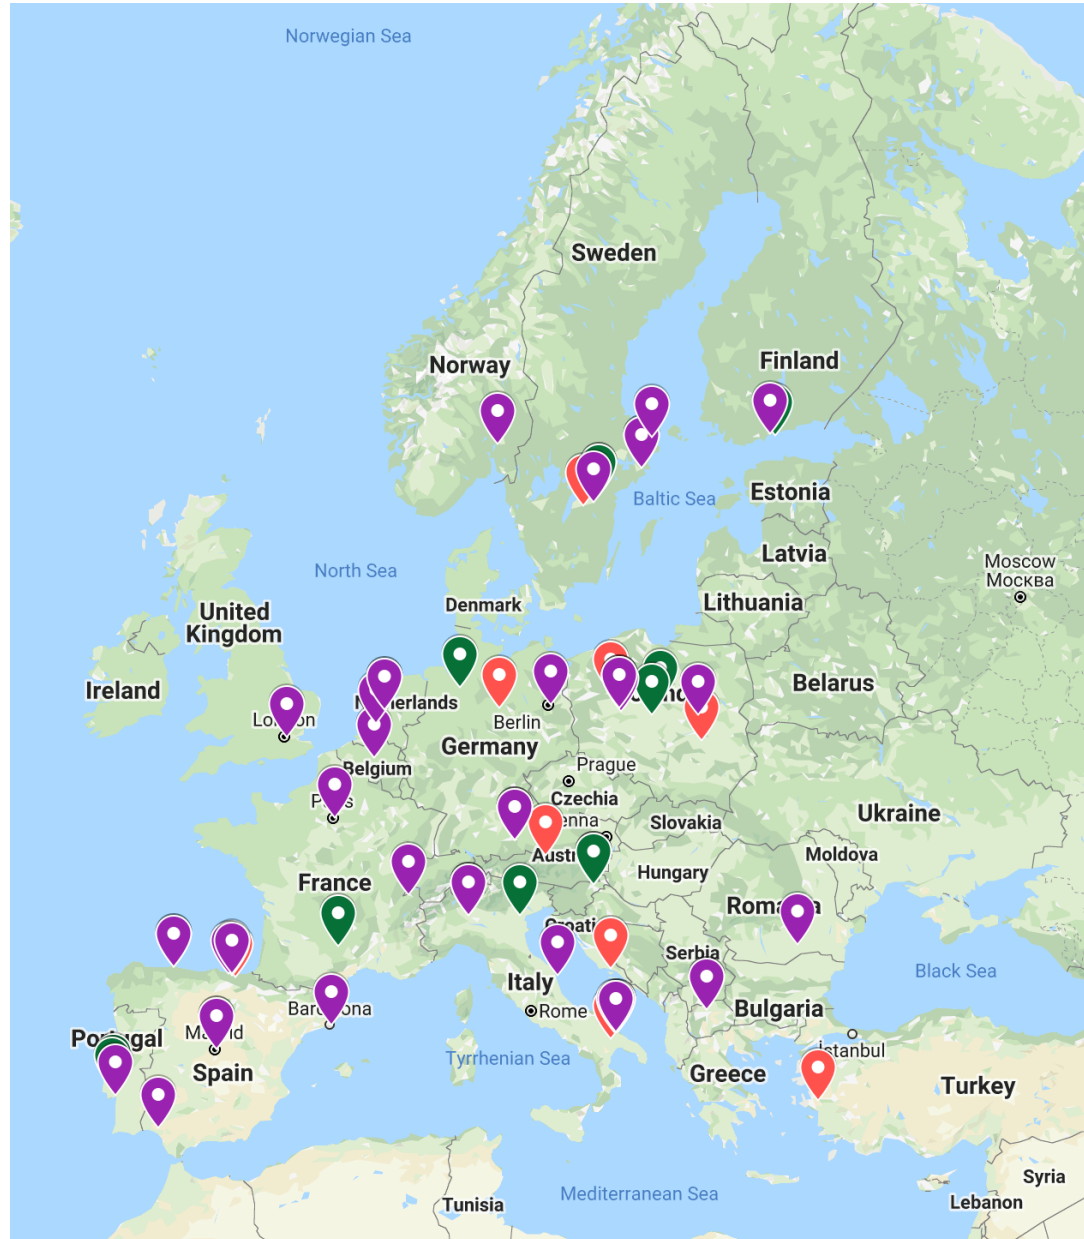 Norwegian Sea
Sweden
Finland
Norway
Baltic Sea
Estonia
Latvia
Moscow
Москва
North Sea
Denmark
Lithuania
United
Kingdom
Ireland
Belarus
Berlin
Germany
Belgium
Prague
Czechia
Slovakia
Ukraine
Moldova
Hungary
France
Serbia
Black Sea
Italy
Rome
Bulgaria
İstanbul
Tyrrhenian Sea
Spain
Greece
Turkey
Mediterranean Sea
Tunisia
Syria
Lebanon